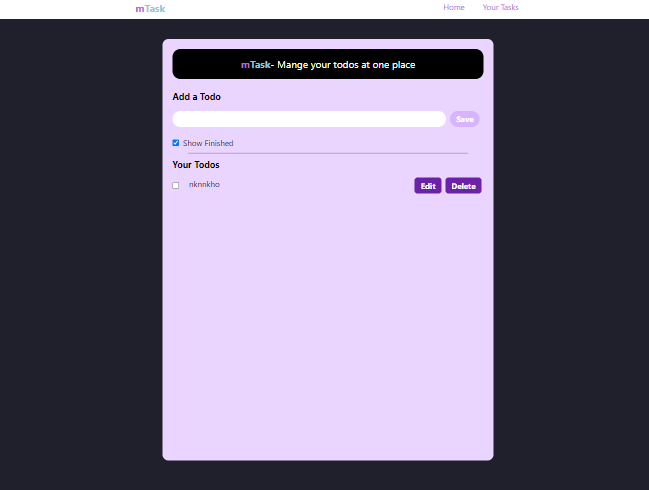 mTask
Home Your Tasks
mTask- Mange your todos at one place
Add a Todo
Save
Show Finished
Your Todos
nknnkho
Edit Delete